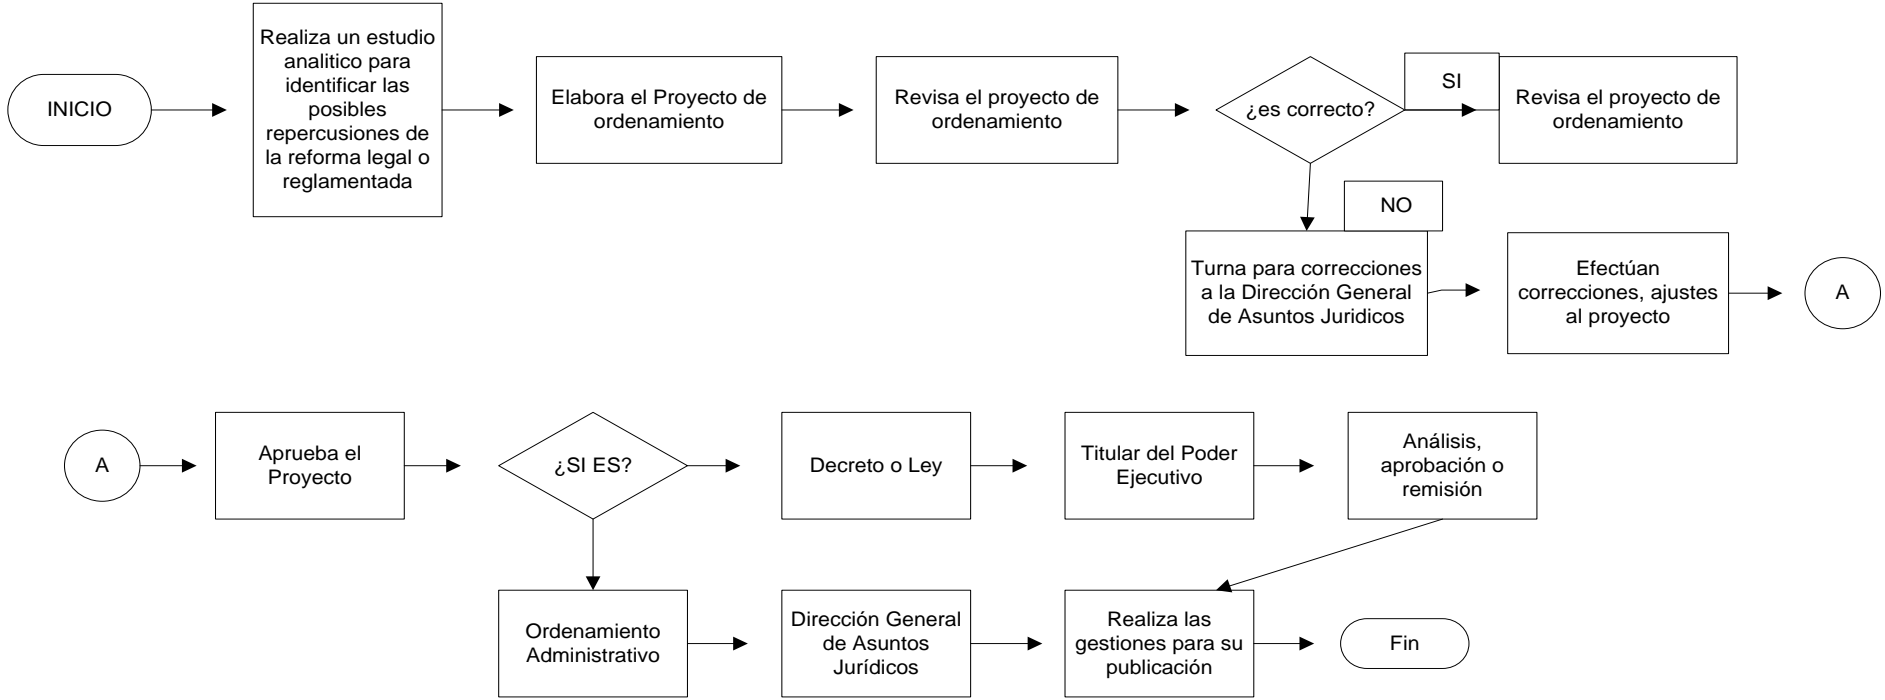 INICIO
Realiza un estudio
analitico para
identificar las
posibles
repercusiones de
la reforma legal o
reglamentada
Elabora el Proyecto de
ordenamiento
Revisa el proyecto de
ordenamiento
¿es correcto?
SI
Revisa el proyecto de
ordenamiento
NO
Turna para correcciones
a la Dirección General
de Asuntos Juridicos
Efectúan
correcciones, ajustes
al proyecto
A
A
Aprueba el
Proyecto
¿SI ES?
Decreto o Ley
Titular del Poder
Ejecutivo
Análisis,
aprobación o
remisión
Ordenamiento
Administrativo
Dirección General
de Asuntos
Jurídicos
Realiza las
gestiones para su
publicación
Fin